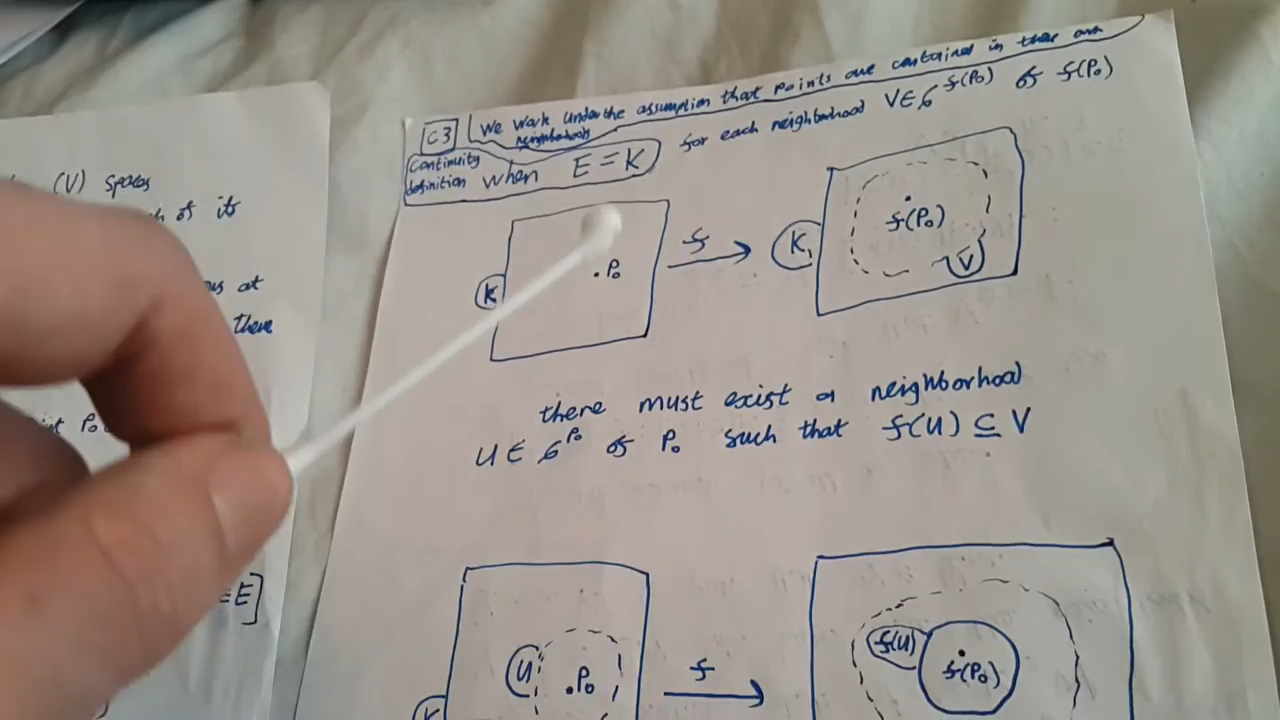 (V) spaces
of its
at
there
P₀
≡E]
C3 We work under the assumption that points are contained in their own
neighborhoods
Continuity
definition when E = K for each neighborhood V ∈ 𝒢^f(P₀) of f(P₀)
K
.P₀
f
K
f(P₀)
V
there must exist a neighborhood
U ∈ 𝒢^P₀ of P₀ such that f(U) ⊆ V
U
.P₀
K
f
f(U)
f(P₀)